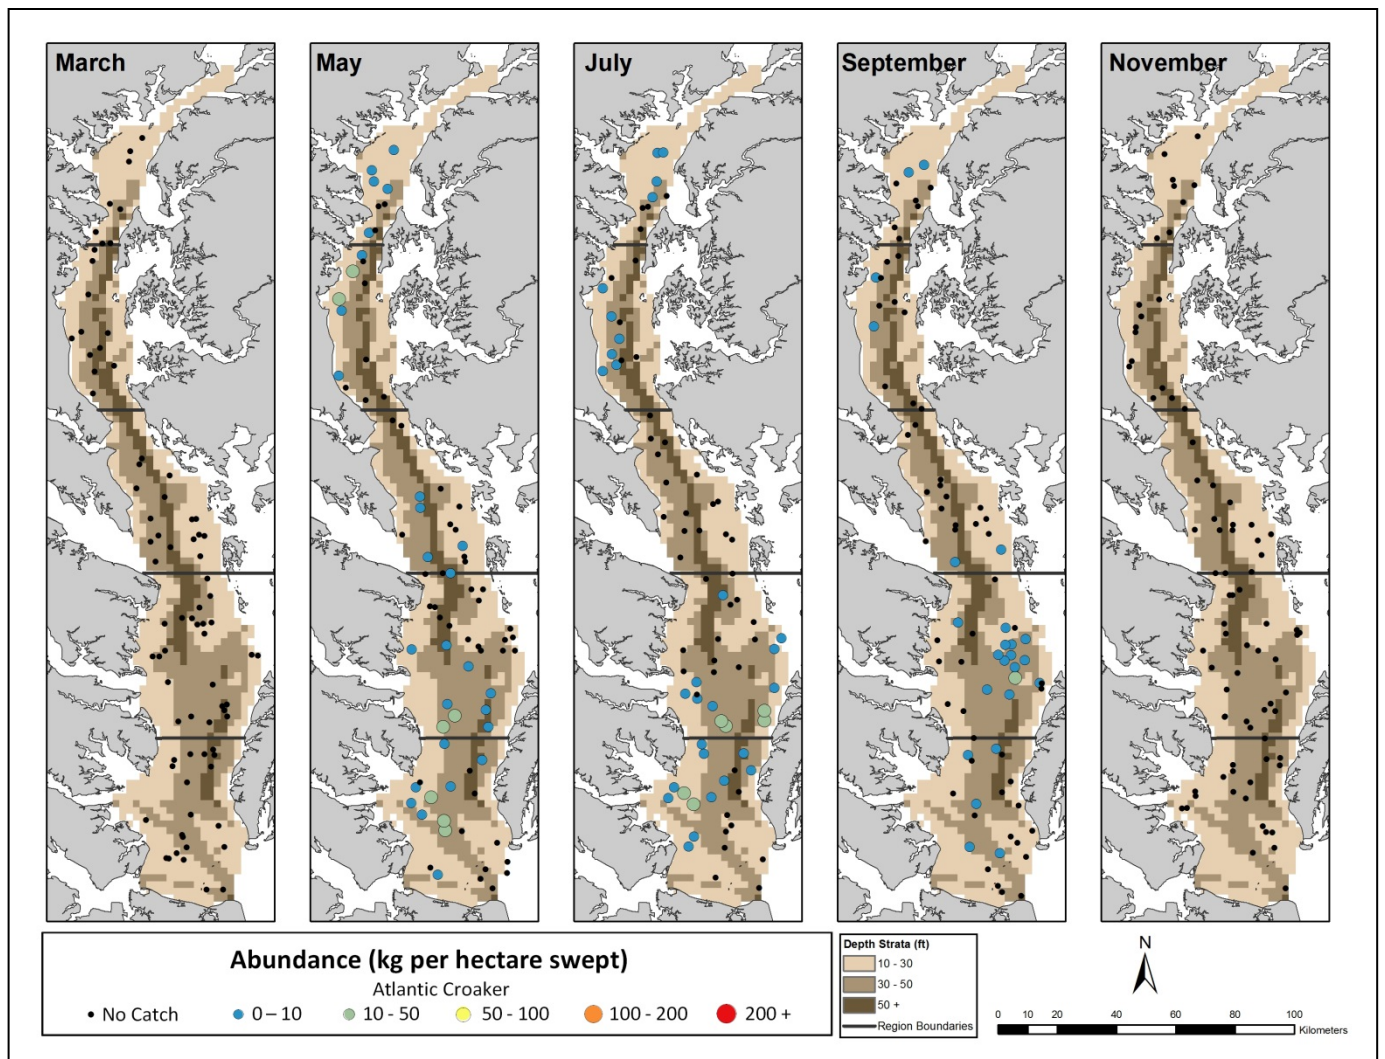 March
May
July
September
November
Abundance (kg per hectare swept)
Atlantic Croaker
No Catch
0 – 10
10 - 50
50 - 100
100 - 200
200 +
Depth Strata (ft)
10 - 30
30 - 50
50 +
Region Boundaries
N
0 10 20 40 60 80 100
Kilometers